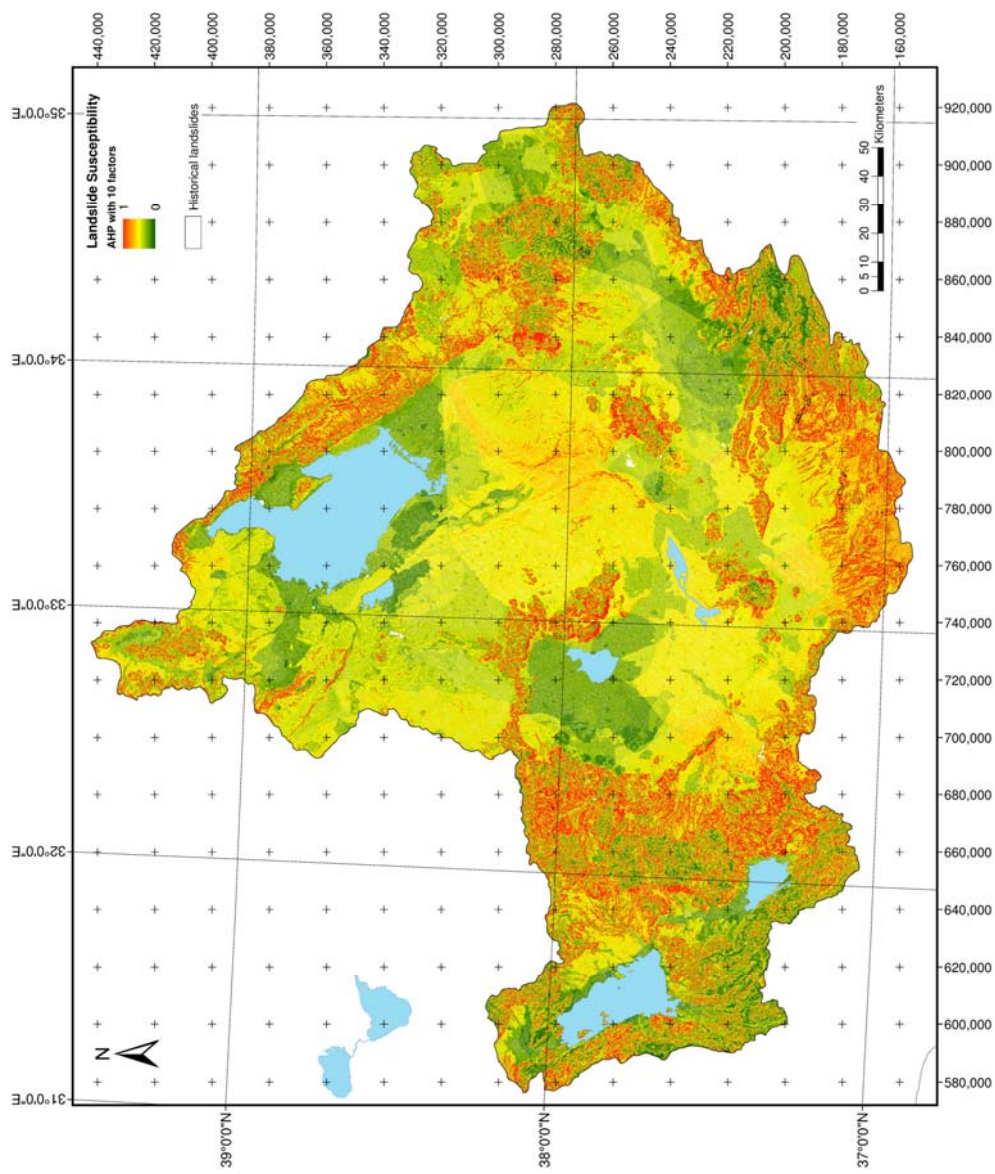 440,000
420,000
400,000
380,000
360,000
340,000
320,000
300,000
280,000
260,000
240,000
220,000
200,000
180,000
160,000
35°0'0"E
34°0'0"E
33°0'0"E
32°0'0"E
31°0'0"E
Landslide Susceptibility
AHP with 10 factors
1
0
Historical landslides
N
0 5 10 20 30 40 50
Kilometers
920,000
900,000
880,000
860,000
840,000
820,000
800,000
780,000
760,000
740,000
720,000
700,000
680,000
660,000
640,000
620,000
600,000
580,000
39°0'0"N
38°0'0"N
37°0'0"N